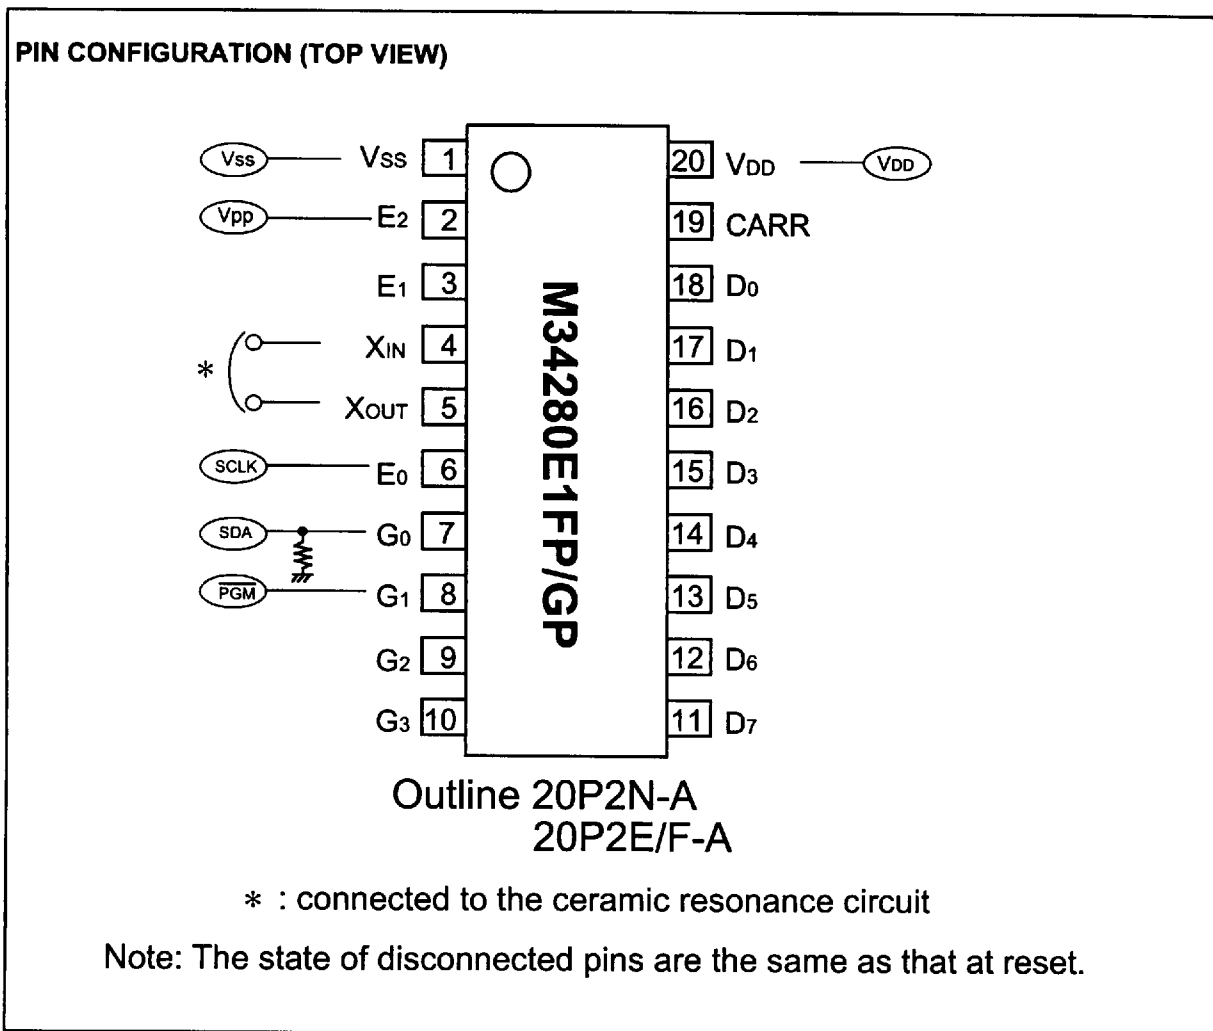 PIN CONFIGURATION (TOP VIEW)
Vss VSS 1 20 VDD VDD
Vpp E2 2 19 CARR
E1 3 18 D0
XIN 4 17 D1
*
XOUT 5 16 D2
SCLK E0 6 15 D3
SDA G0 7 14 D4
PGM G1 8 13 D5
G2 9 12 D6
G3 10 11 D7
M34280E1FP/GP
Outline 20P2N-A
20P2E/F-A
* : connected to the ceramic resonance circuit
Note: The state of disconnected pins are the same as that at reset.